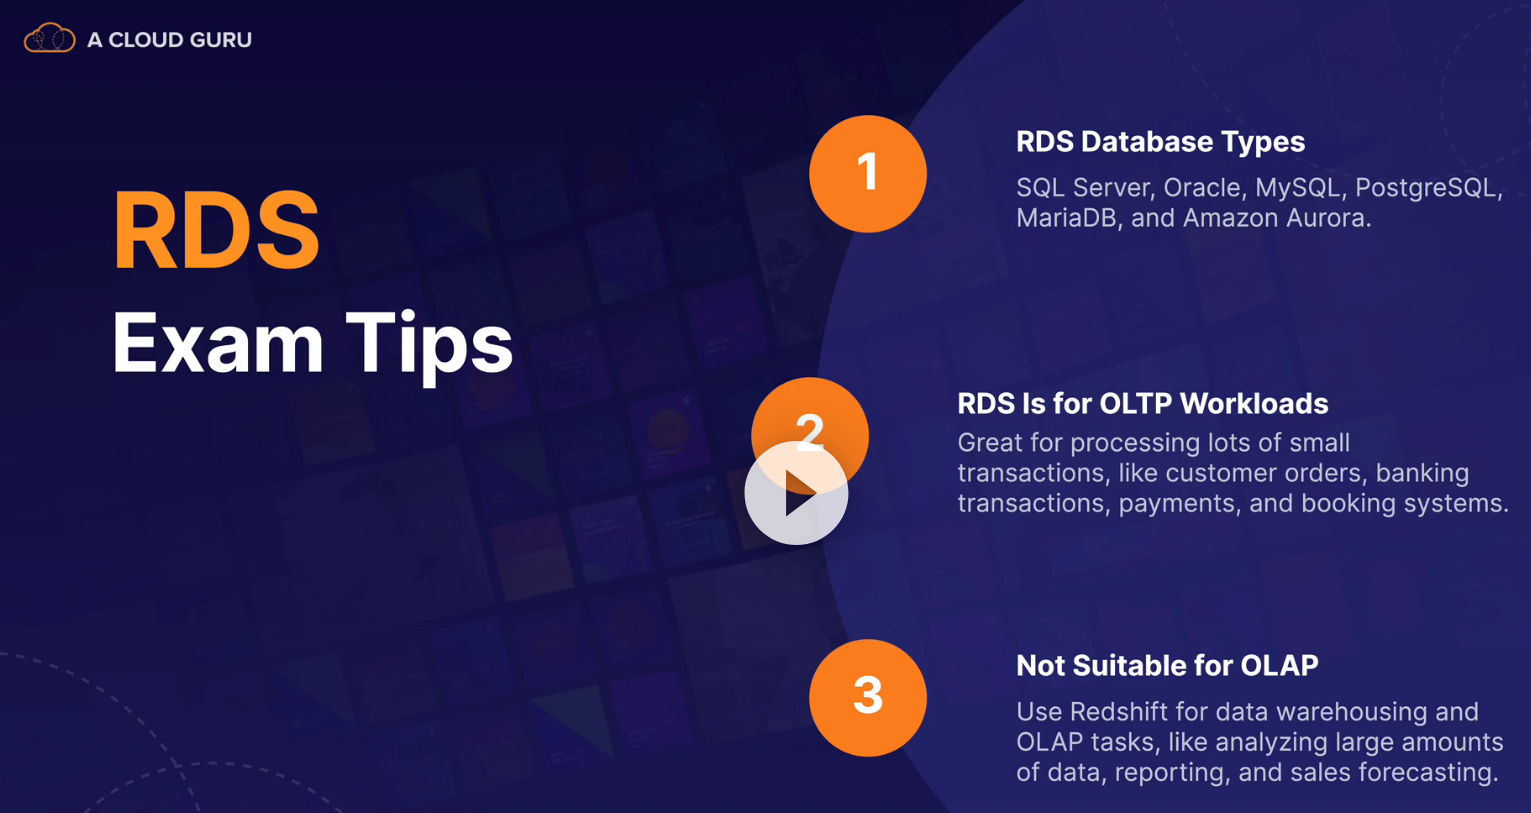 A CLOUD GURU
RDS
Exam Tips
1
RDS Database Types
SQL Server, Oracle, MySQL, PostgreSQL,
MariaDB, and Amazon Aurora.
2
RDS Is for OLTP Workloads
Great for processing lots of small
transactions, like customer orders, banking
transactions, payments, and booking systems.
3
Not Suitable for OLAP
Use Redshift for data warehousing and
OLAP tasks, like analyzing large amounts
of data, reporting, and sales forecasting.